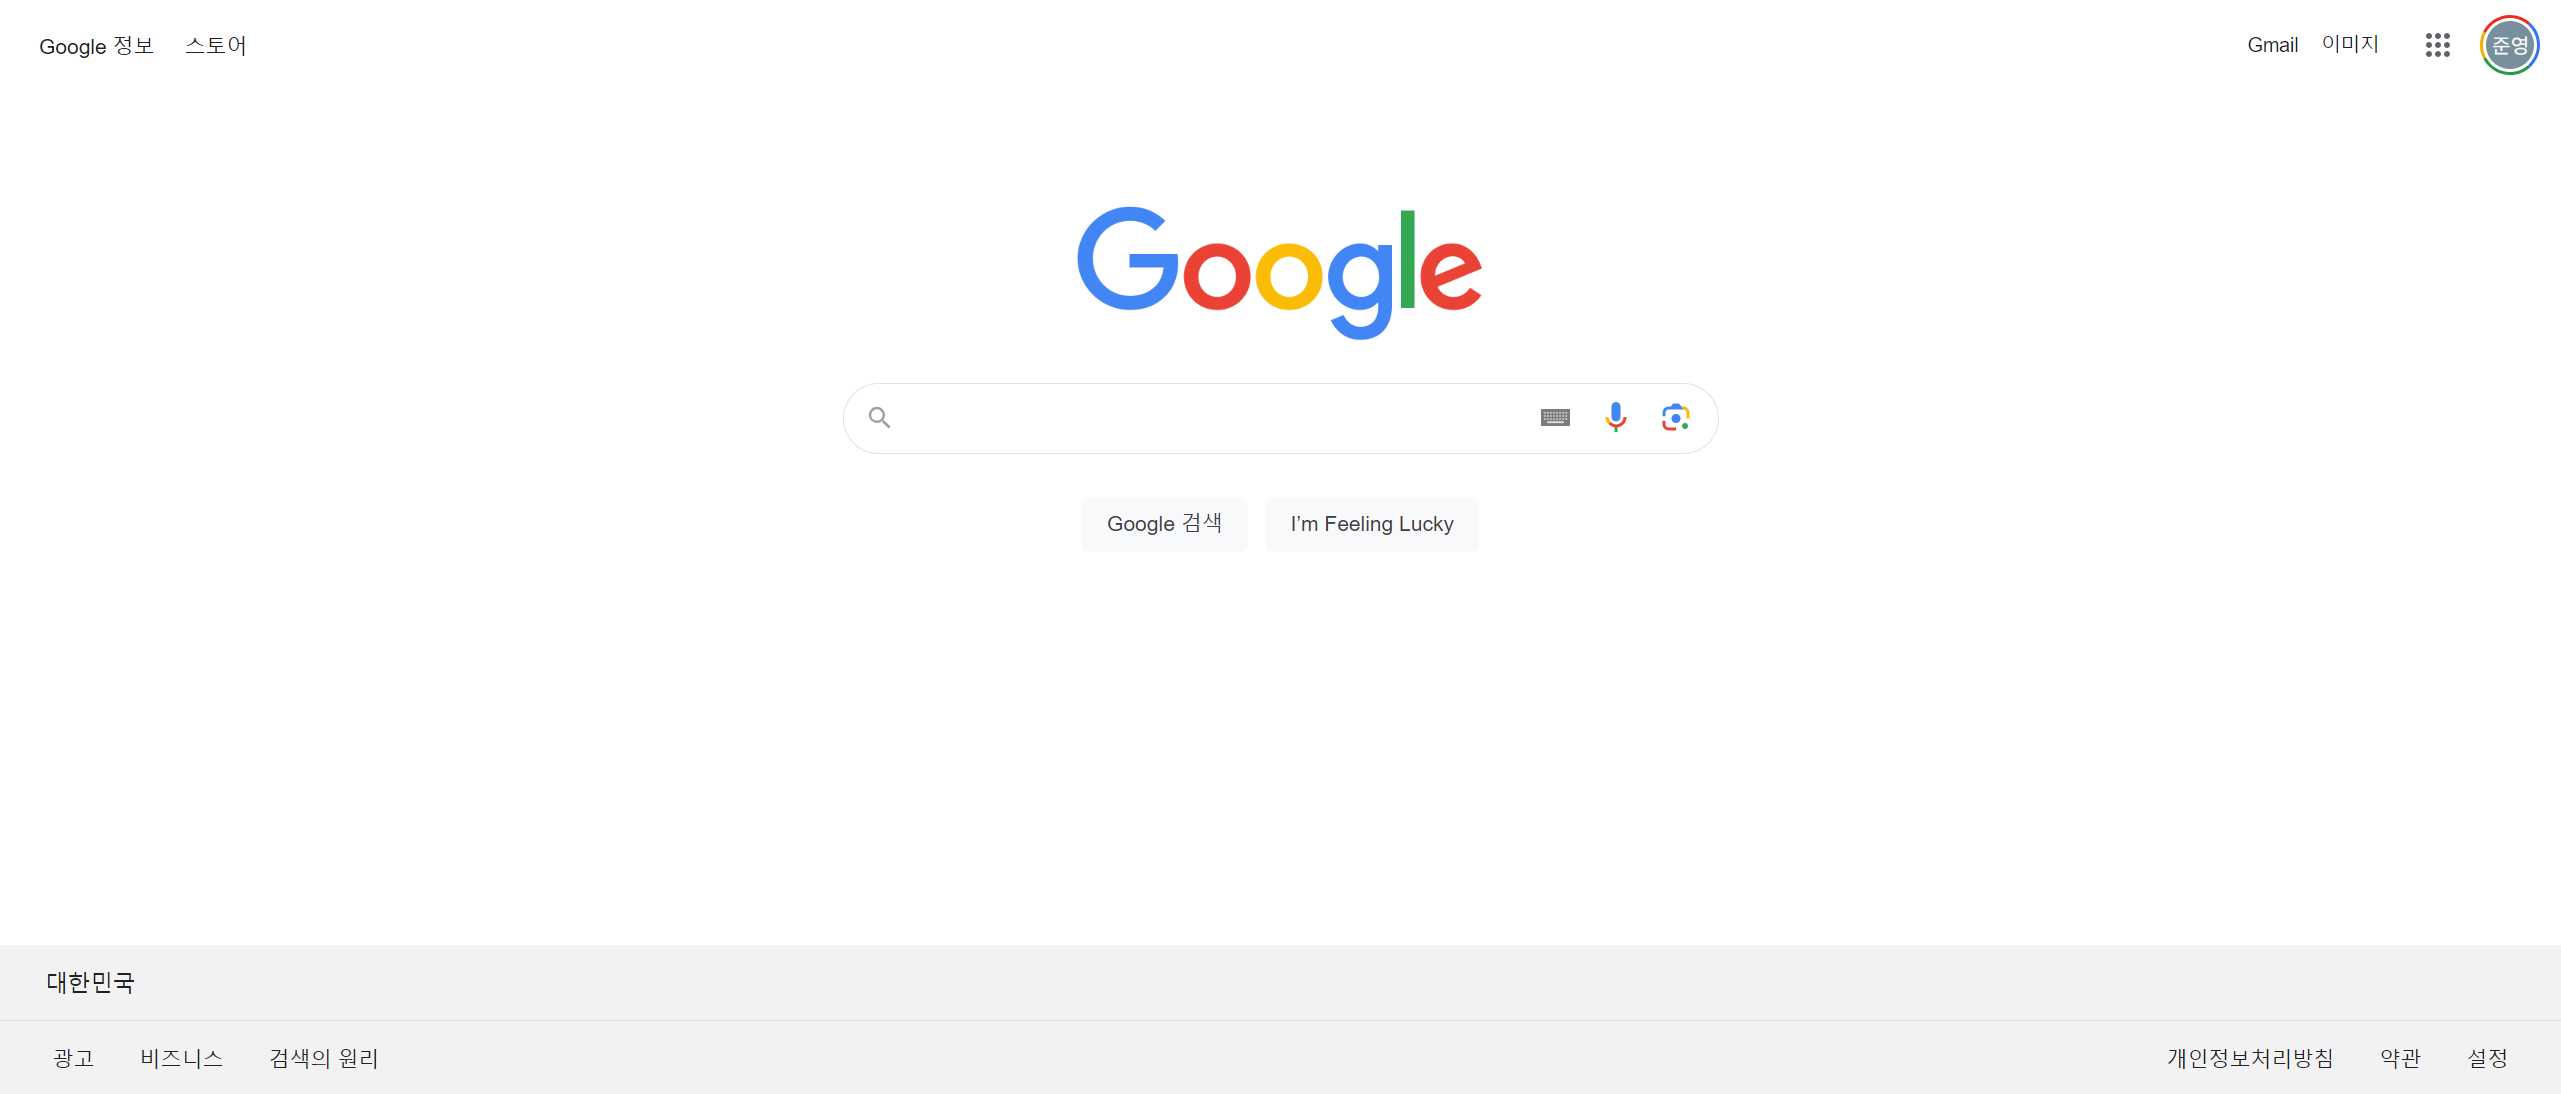 Google 정보 스토어 Gmail 이미지 준영
Google
Google 검색 I’m Feeling Lucky
대한민국
광고 비즈니스 검색의 원리 개인정보처리방침 약관 설정